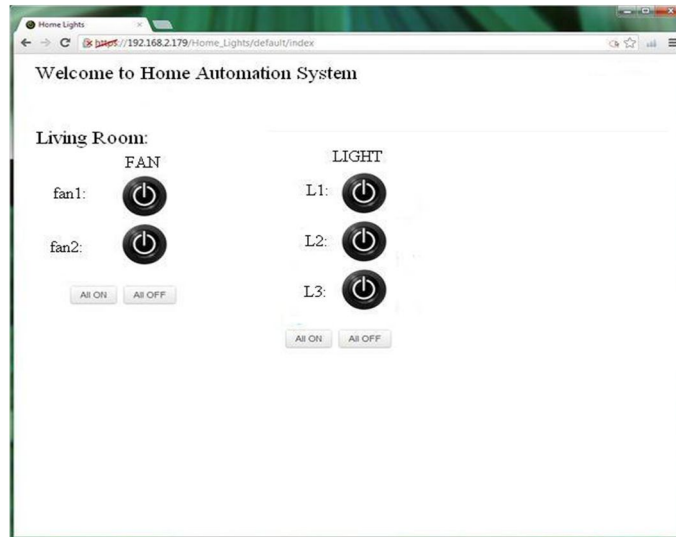 Home Lights
https://192.168.2.179/Home_Lights/default/index
Welcome to Home Automation System
Living Room:
FAN
LIGHT
fan1:
L1:
fan2:
L2:
L3:
All ON
All OFF
All ON
All OFF